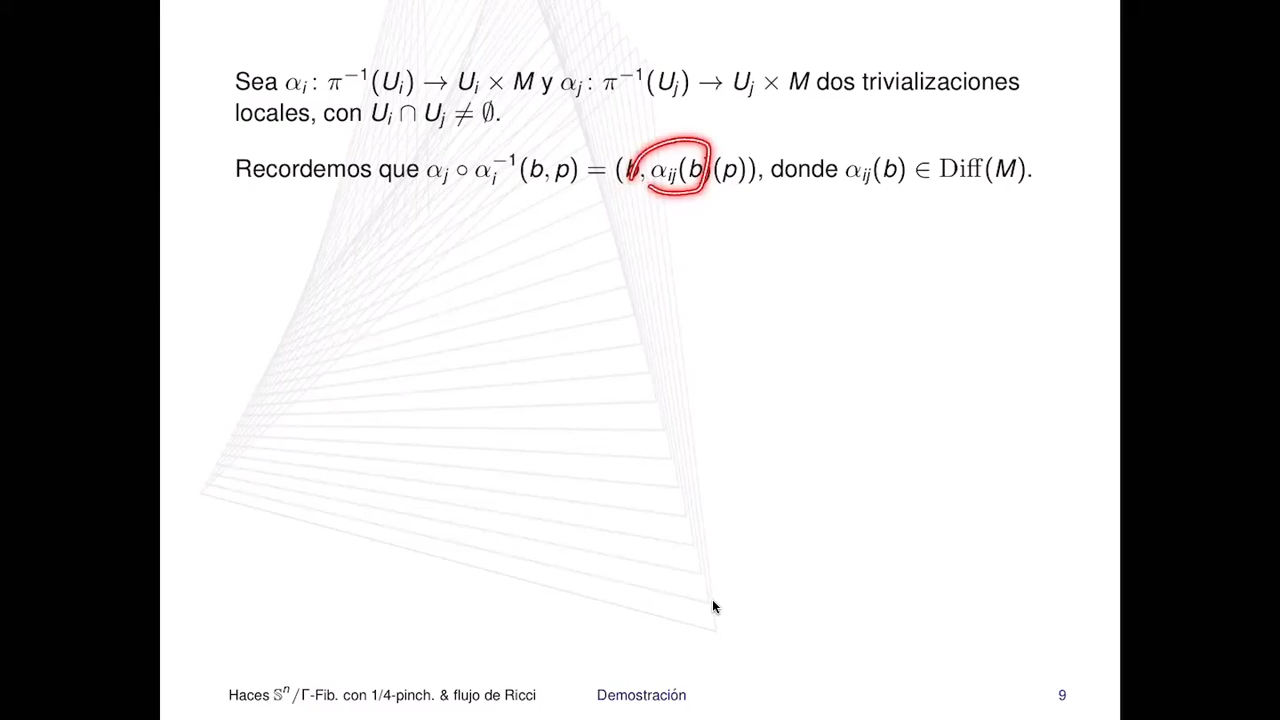 Sea αᵢ: π⁻¹(Uᵢ) → Uᵢ × M y αⱼ: π⁻¹(Uⱼ) → Uⱼ × M dos trivializaciones
locales, con Uᵢ ∩ Uⱼ ≠ ∅.
Recordemos que αⱼ ∘ αᵢ⁻¹(b, p) = (b, αᵢⱼ(b)(p)), donde αᵢⱼ(b) ∈ Diff(M).
Haces 𝕊ⁿ/Γ-Fib. con 1/4-pinch. & flujo de Ricci Demostración 9